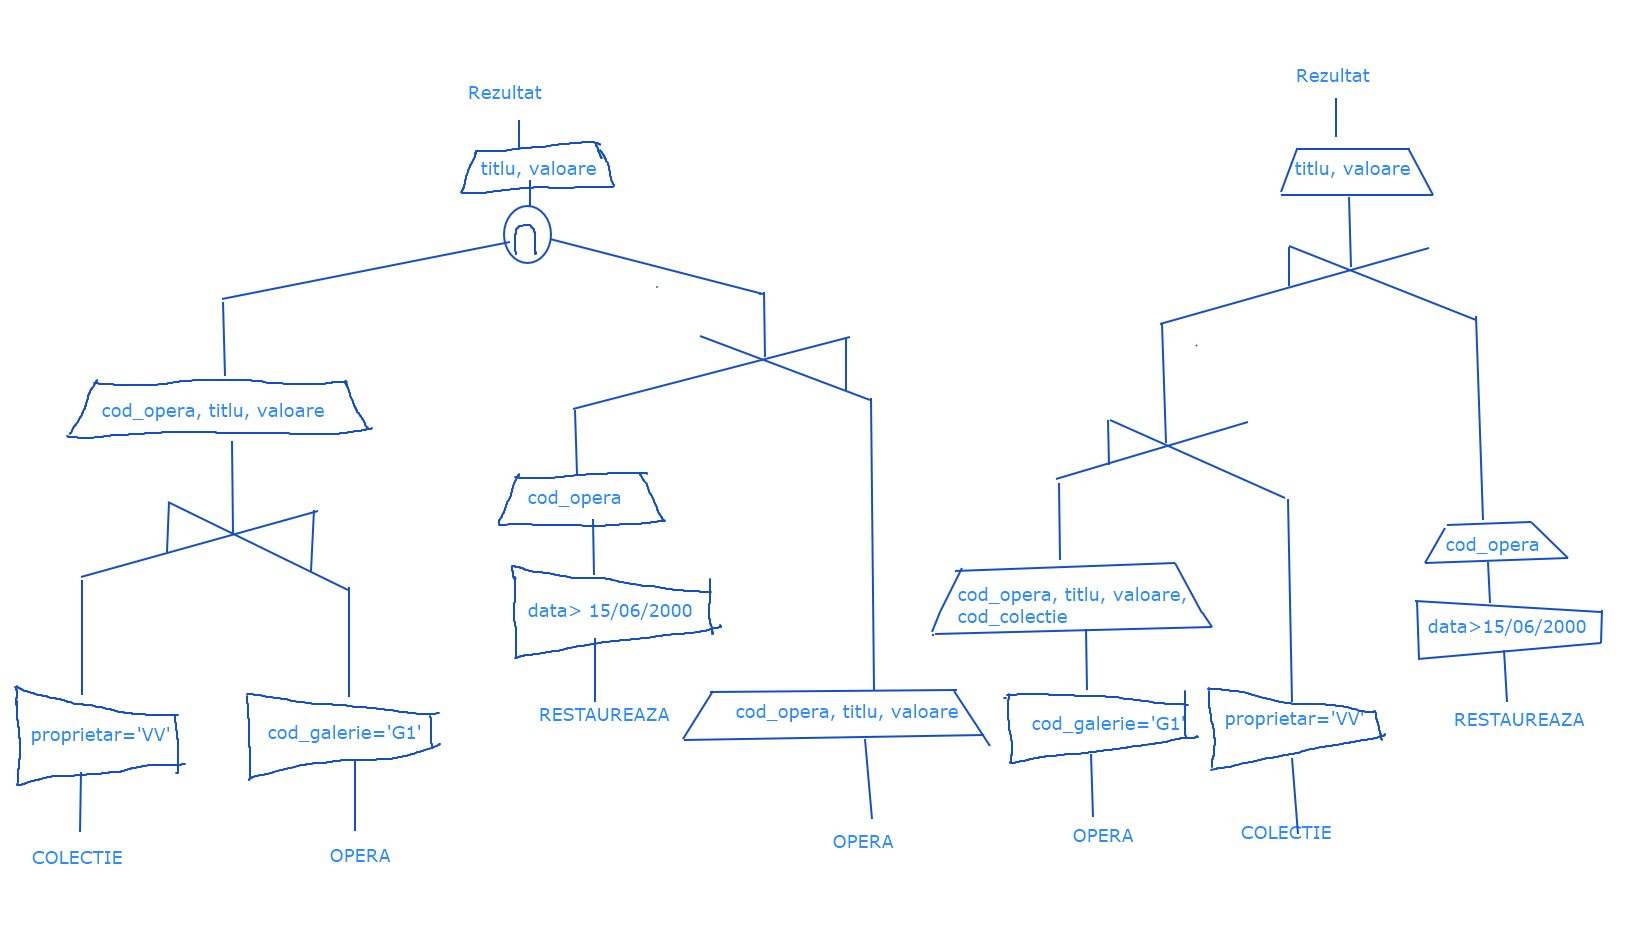 Rezultat
titlu, valoare
∩
cod_opera, titlu, valoare
cod_opera
data> 15/06/2000
proprietar='VV'
cod_galerie='G1'
RESTAUREAZA
cod_opera, titlu, valoare
COLECTIE
OPERA
OPERA
Rezultat
titlu, valoare
cod_opera
cod_opera, titlu, valoare,
cod_colectie
data>15/06/2000
cod_galerie='G1'
proprietar='VV'
RESTAUREAZA
OPERA
COLECTIE